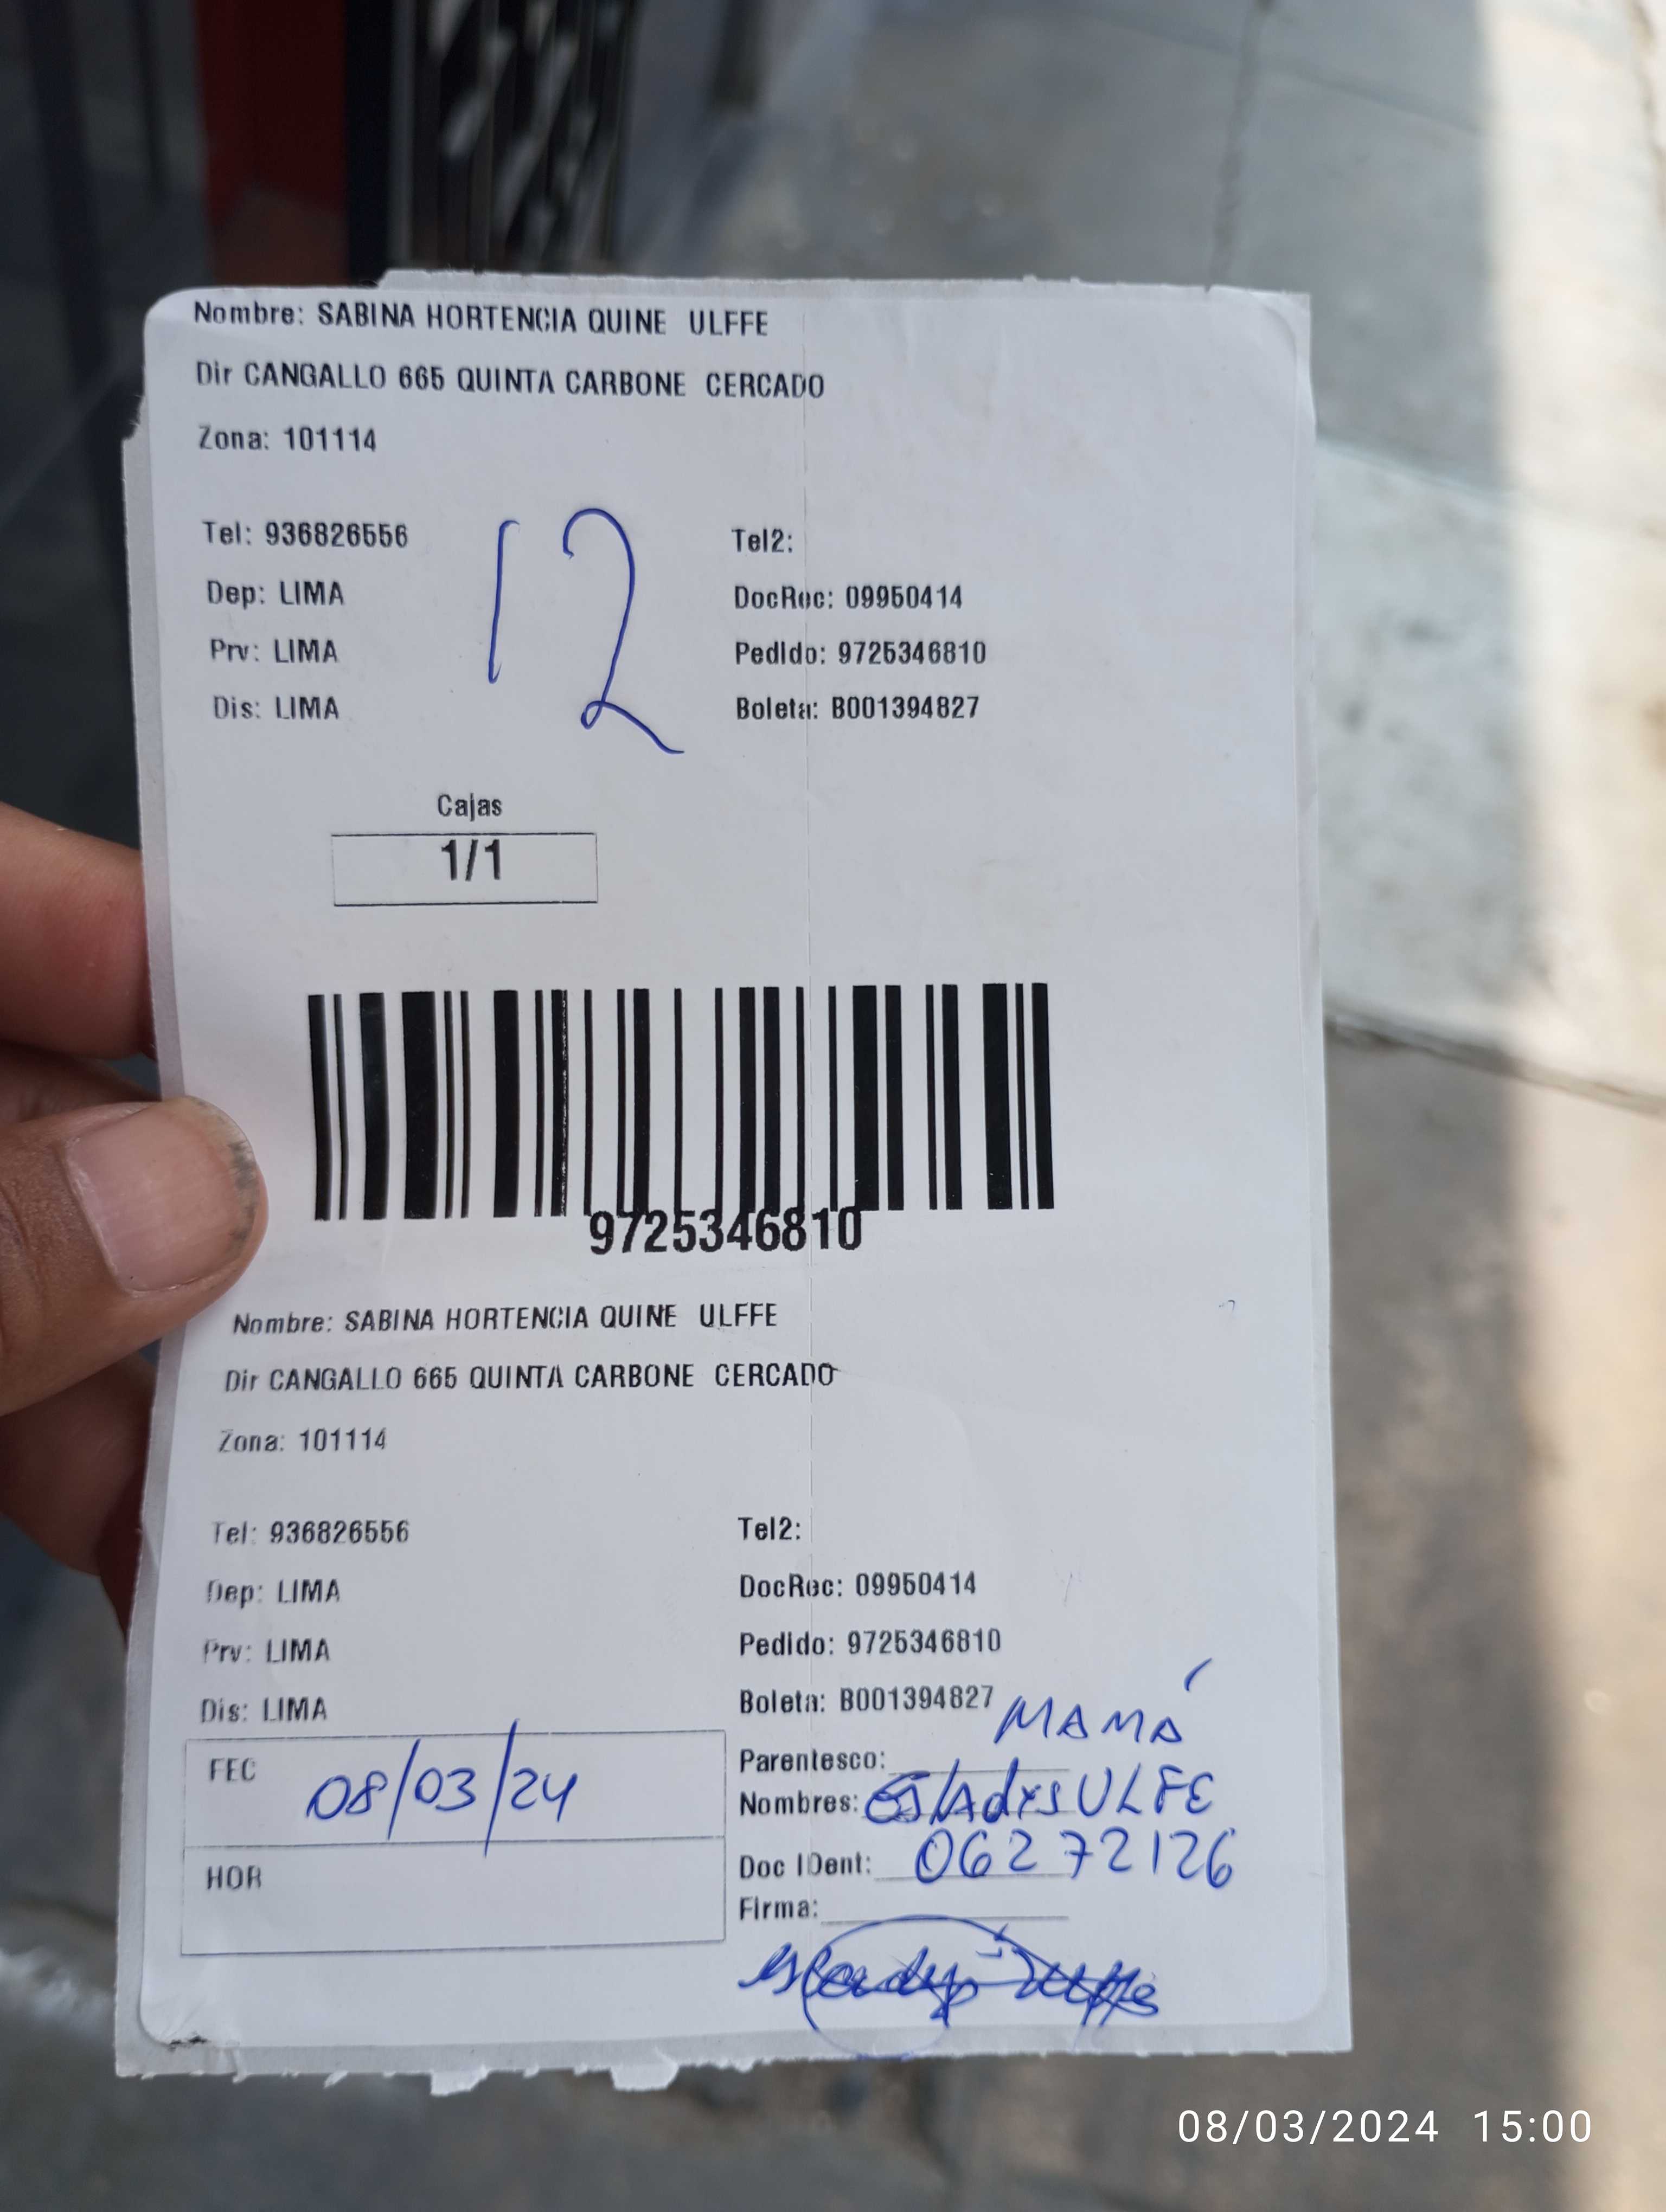 Nombre: SABINA HORTENCIA QUINE ULFFE
Dir CANGALLO 665 QUINTA CARBONE CERCADO
Zona: 101114
Tel: 936826556
12
Tel2:
Dep: LIMA
DocRec: 09950414
Prv: LIMA
Pedido: 9725346810
Dis: LIMA
Boleta: B001394827
Cajas
1/1
9725346810
Nombre: SABINA HORTENCIA QUINE ULFFE
Dir CANGALLO 665 QUINTA CARBONE CERCADO
Zona: 101114
Tel: 936826556
Tel2:
Dep: LIMA
DocRec: 09950414
Prv: LIMA
Pedido: 9725346810
Dis: LIMA
Boleta: B001394827
FEC 08/03/24
HOR
Parentesco: MAMÁ
Nombres: ULFE
Doc IDent: 06272126
Firma:
08/03/2024 15:00